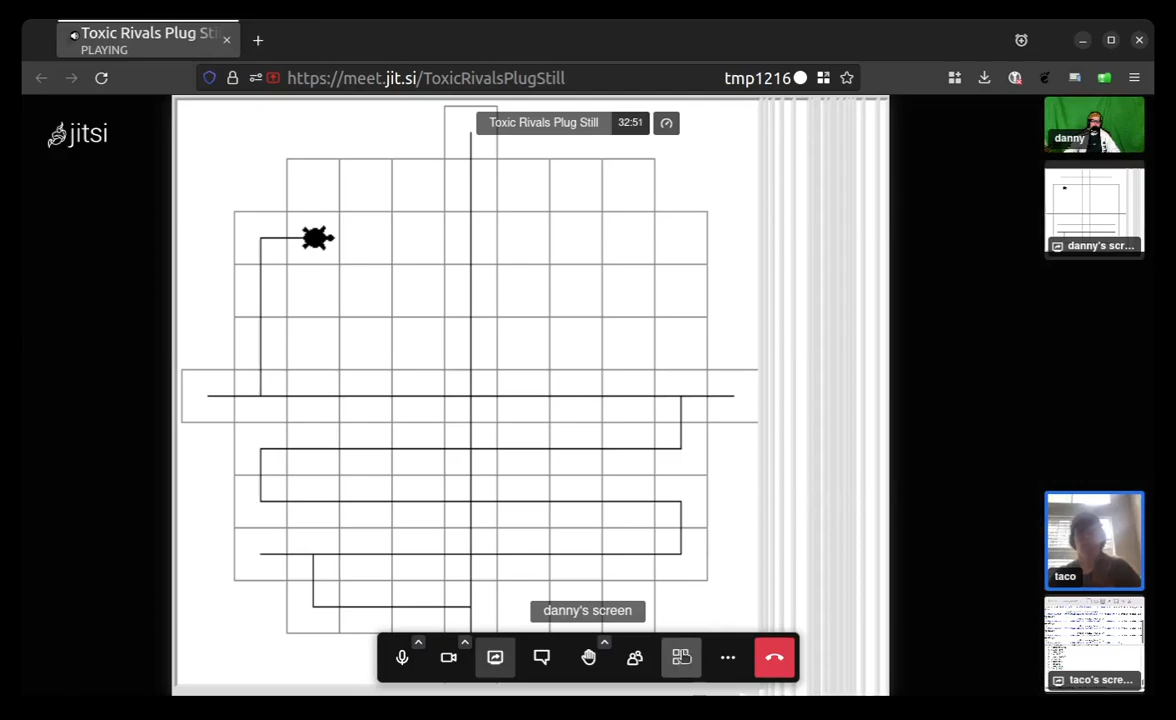 Toxic Rivals Plug Sti
PLAYING
https://meet.jit.si/ToxicRivalsPlugStill
tmp1216
jitsi
Toxic Rivals Plug Still
32:51
danny
danny's scr...
danny's screen
taco
taco's scre...